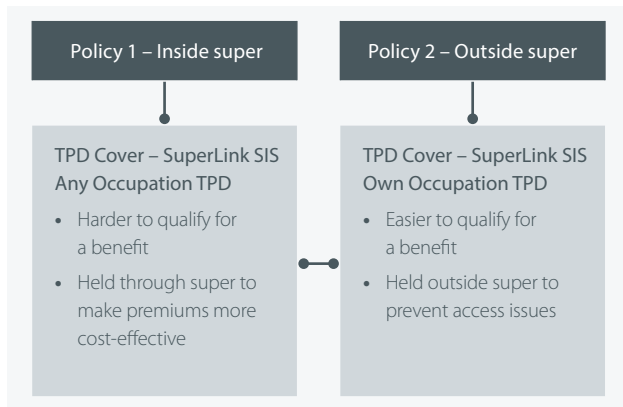 Policy 1 – Inside super
TPD Cover – SuperLink SIS
Any Occupation TPD
• Harder to qualify for
a benefit
• Held through super to
make premiums more
cost-effective
Policy 2 – Outside super
TPD Cover – SuperLink SIS
Own Occupation TPD
• Easier to qualify for
a benefit
• Held outside super to
prevent access issues